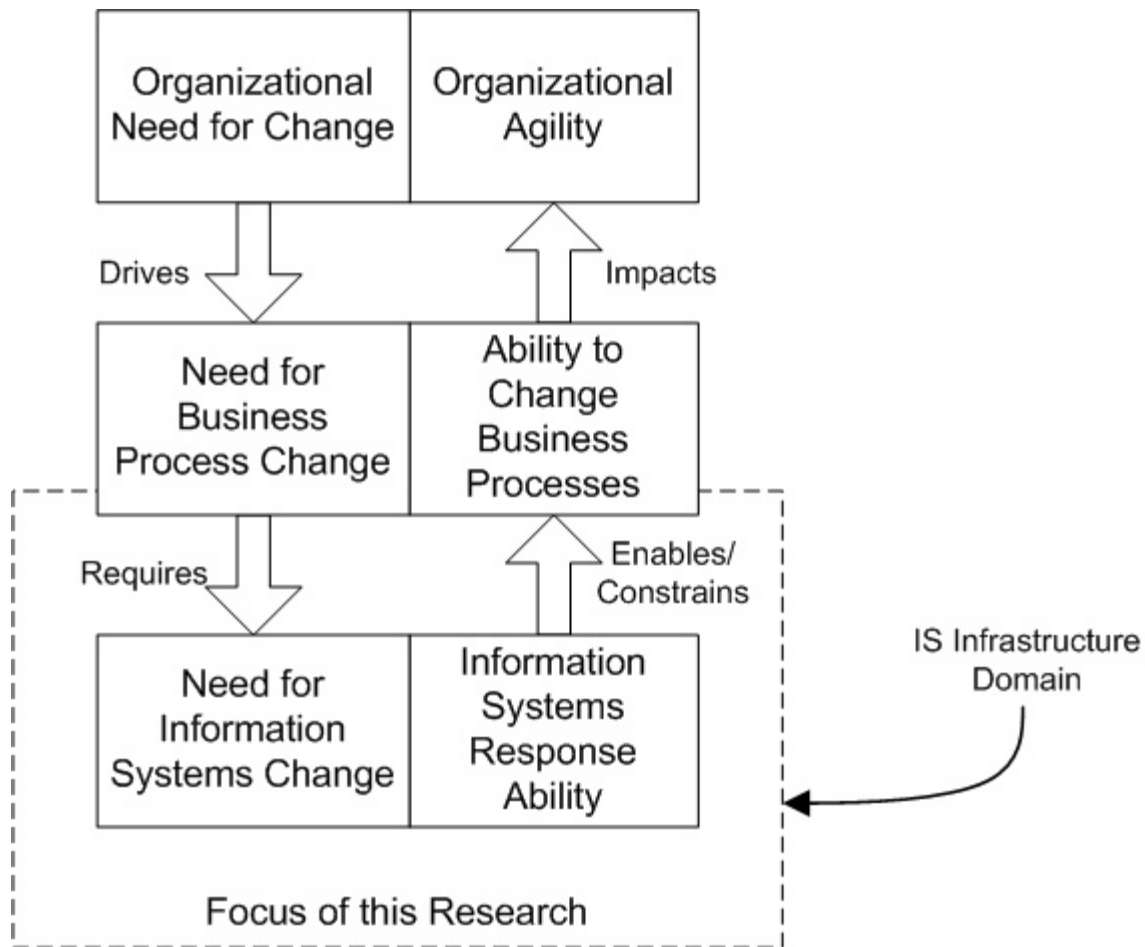 Organizational
Need for Change
Organizational
Agility
Drives
Impacts
Need for
Business
Process Change
Ability to
Change
Business
Processes
Requires
Enables/
Constrains
Need for
Information
Systems Change
Information
Systems
Response
Ability
IS Infrastructure
Domain
Focus of this Research